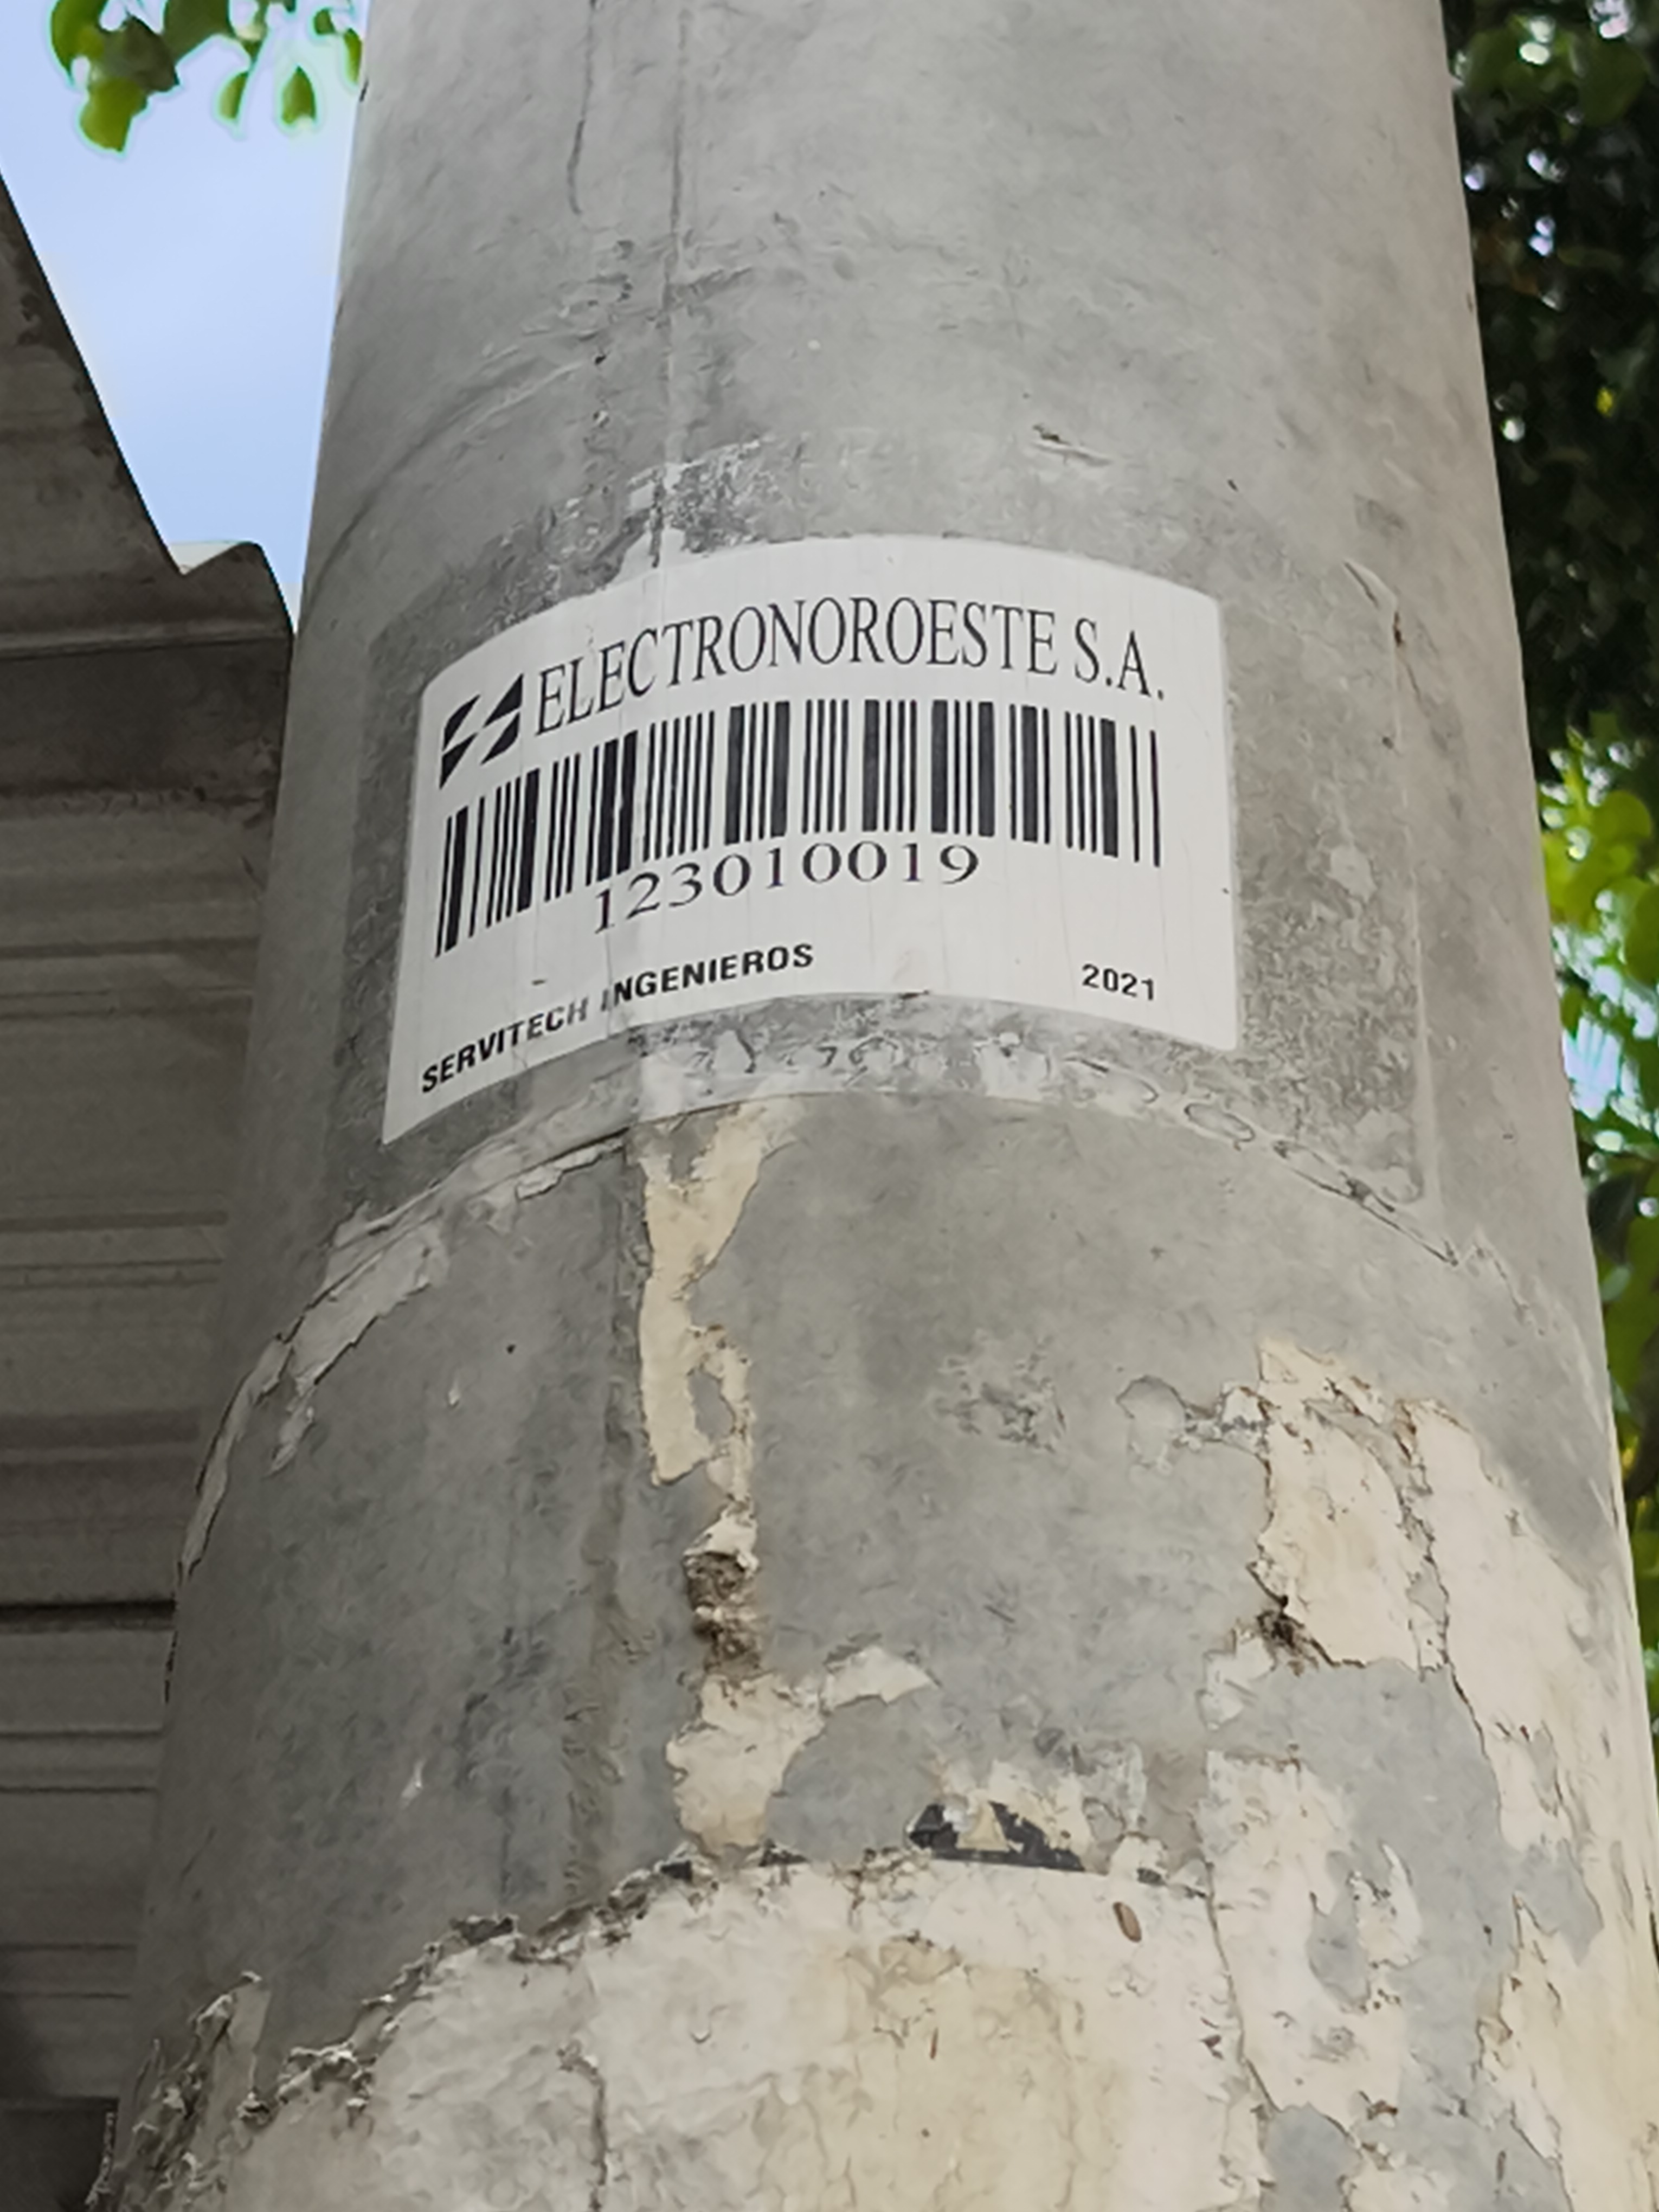 ELECTRONOROESTE S.A.
123010019
SERVITECH INGENIEROS 2021